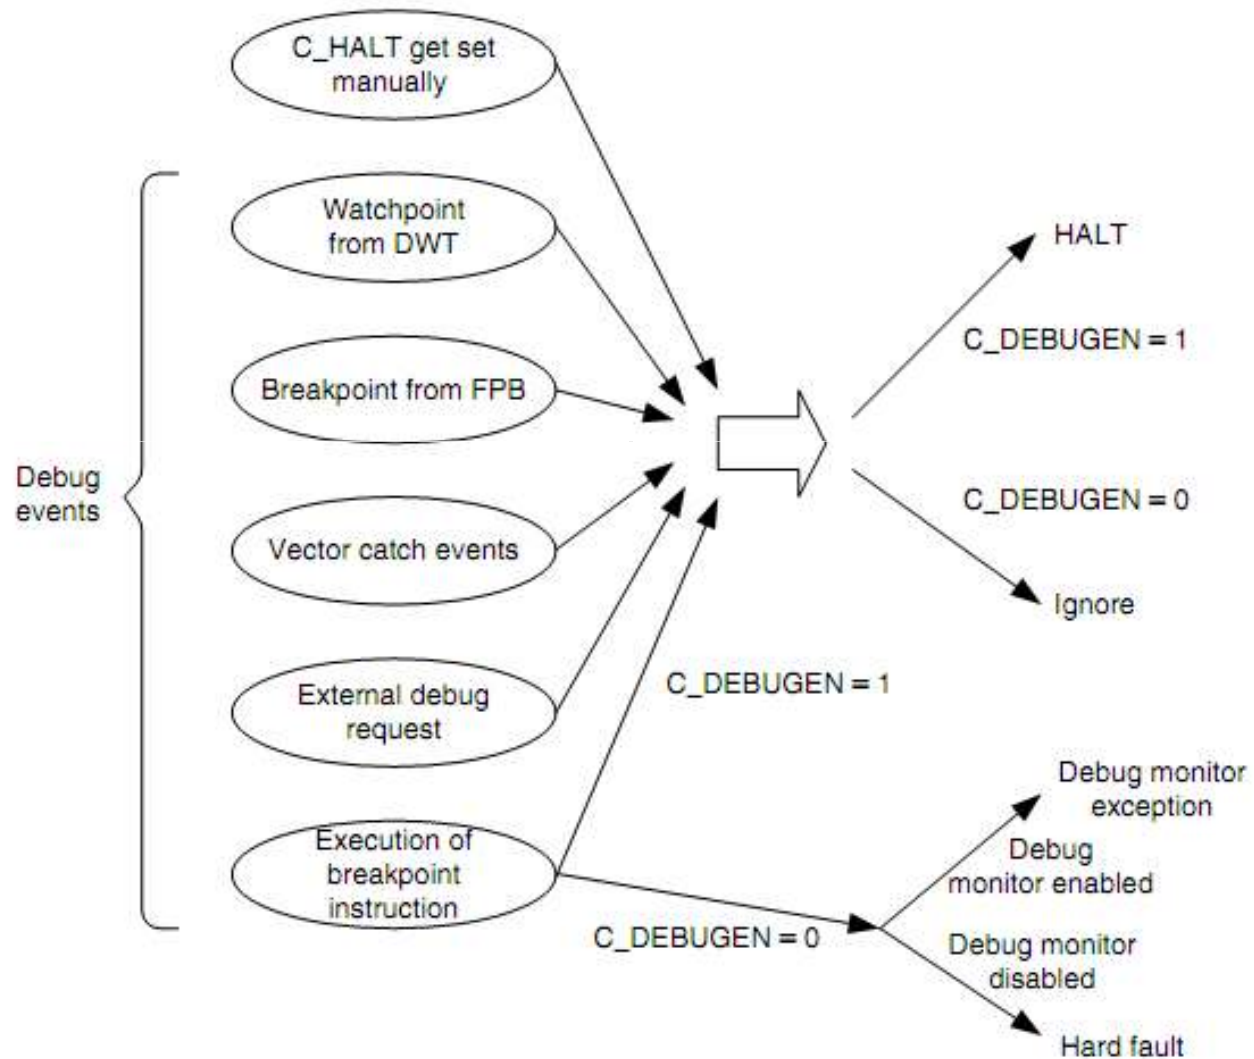 C_HALT get set
manually
Watchpoint
from DWT
HALT
C_DEBUGEN = 1
Breakpoint from FPB
Debug
events
C_DEBUGEN = 0
Vector catch events
Ignore
External debug
request
C_DEBUGEN = 1
Debug monitor
exception
Execution of
breakpoint
instruction
Debug
monitor enabled
C_DEBUGEN = 0
Debug monitor
disabled
Hard fault